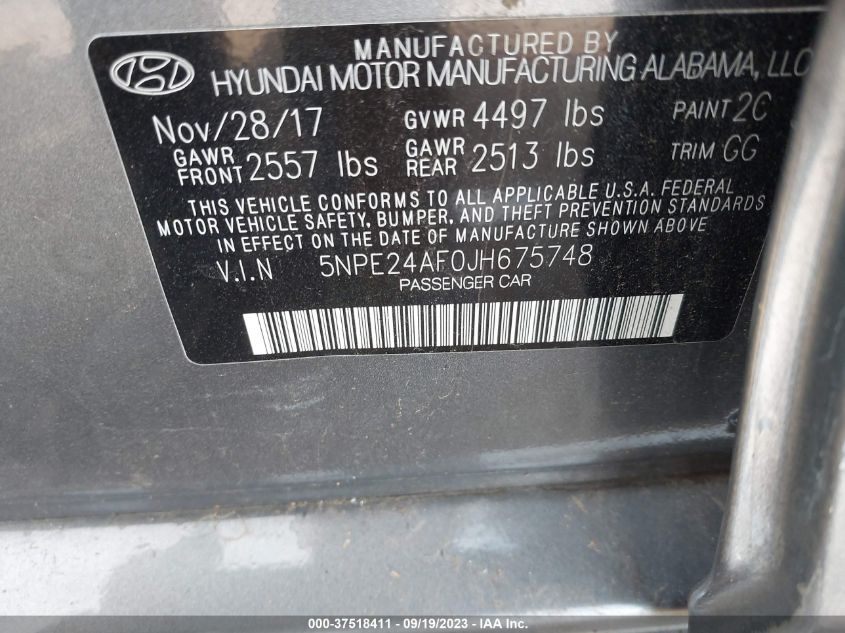 MANUFACTURED BY
HYUNDAI MOTOR MANUFACTURING ALABAMA, LLC
Nov/28/17 GVWR 4497 lbs PAINT 2C
GAWR FRONT 2557 lbs GAWR REAR 2513 lbs TRIM GG
THIS VEHICLE CONFORMS TO ALL APPLICABLE U.S.A. FEDERAL
MOTOR VEHICLE SAFETY, BUMPER, AND THEFT PREVENTION STANDARDS
IN EFFECT ON THE DATE OF MANUFACTURE SHOWN ABOVE.
V.I.N 5NPE24AF0JH675748
PASSENGER CAR
000-37518411 - 09/19/2023 - IAA Inc.